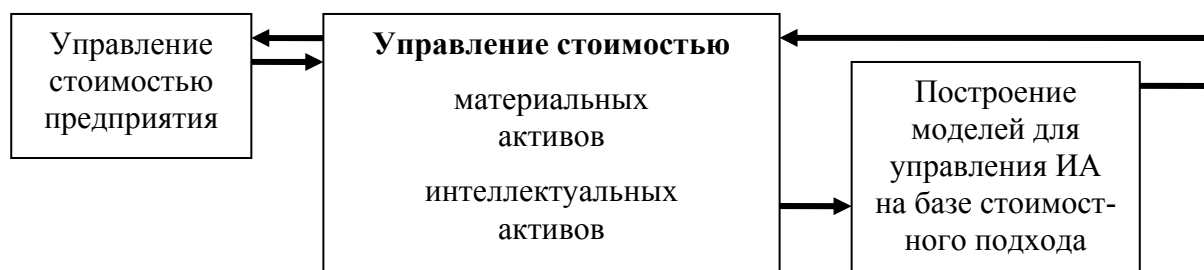 Управление
стоимостью
предприятия
Управление стоимостью
материальных
активов
интеллектуальных
активов
Построение
моделей для
управления ИА
на базе стоимост-
ного подхода